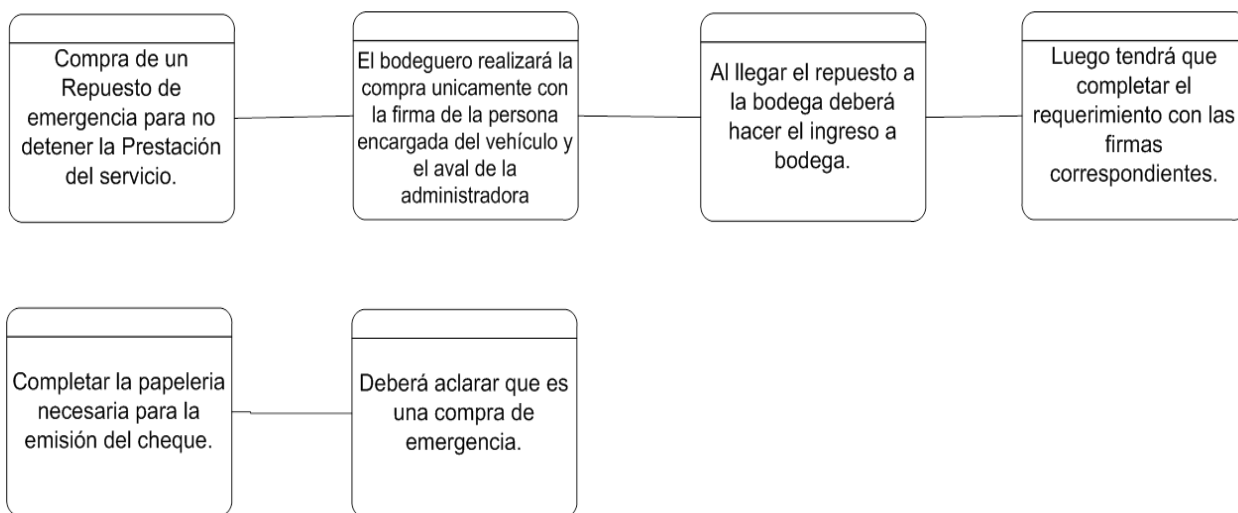 Compra de un
Repuesto de
emergencia para no
detener la Prestación
del servicio.
El bodeguero realizará la
compra unicamente con
la firma de la persona
encargada del vehículo y
el aval de la
administradora
Al llegar el repuesto a
la bodega deberá
hacer el ingreso a
bodega.
Luego tendrá que
completar el
requerimiento con las
firmas
correspondientes.
Completar la papeleria
necesaria para la
emisión del cheque.
Deberá aclarar que es
una compra de
emergencia.